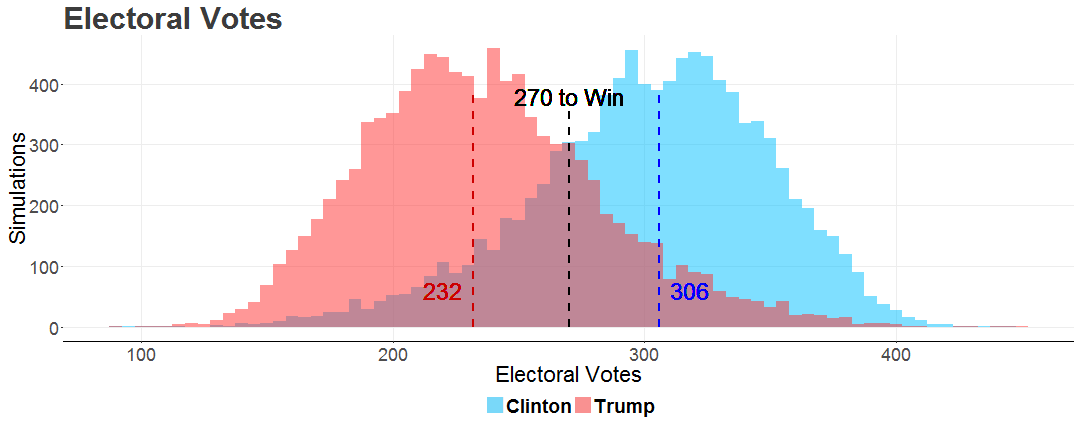 Electoral Votes
Simulations
400
300
200
100
0
270 to Win
232
306
100 200 300 400
Electoral Votes
Clinton Trump